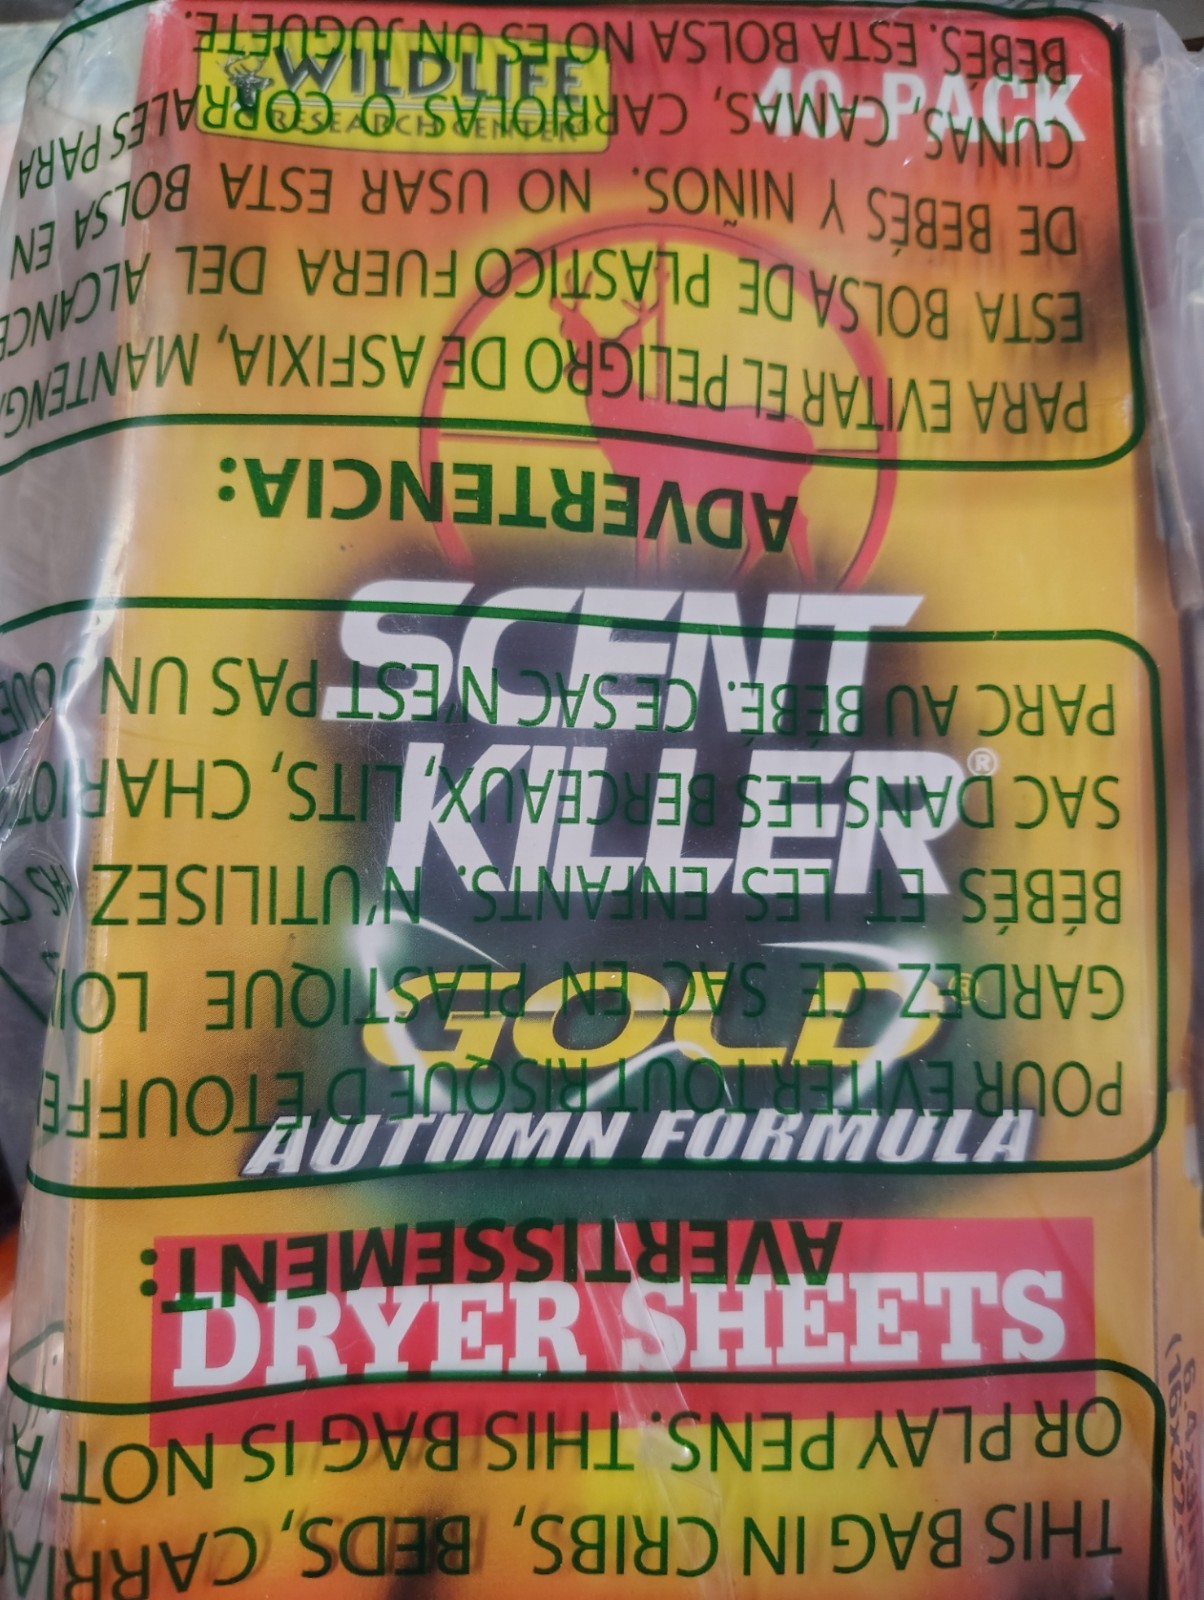 WILDLIFE
RESEARCH CENTER®
40-PACK
SCENT
KILLER®
GOLD®
AUTUMN FORMULA
DRYER SHEETS
THIS BAG IN CRIBS, BEDS,
OR PLAY PENS. THIS BAG IS NOT A
AVERTISSEMENT:
POUR EVITER TOUT RISQUE D'ETOUFFE
GARDEZ CE SAC EN PLASTIQUE
BÉBÉS ET LES ENFANTS. N'UTILISEZ
SAC DANS LES BERCEAUX, LITS,
PARC AU BÉBÉ. CE SAC N'EST PAS UN
ADVERTENCIA:
PARA EVITAR EL PELIGRO DE ASFIXIA, MANTENGA
ESTA BOLSA DE PLASTICO FUERA DEL ALCANCE
DE BEBÉS Y NIÑOS. NO USAR ESTA BOLSA EN
CUNAS, CAMAS, CARRIOLAS O CORRALES PARA
BEBÉS. ESTA BOLSA NO ES UN JUGUETE.